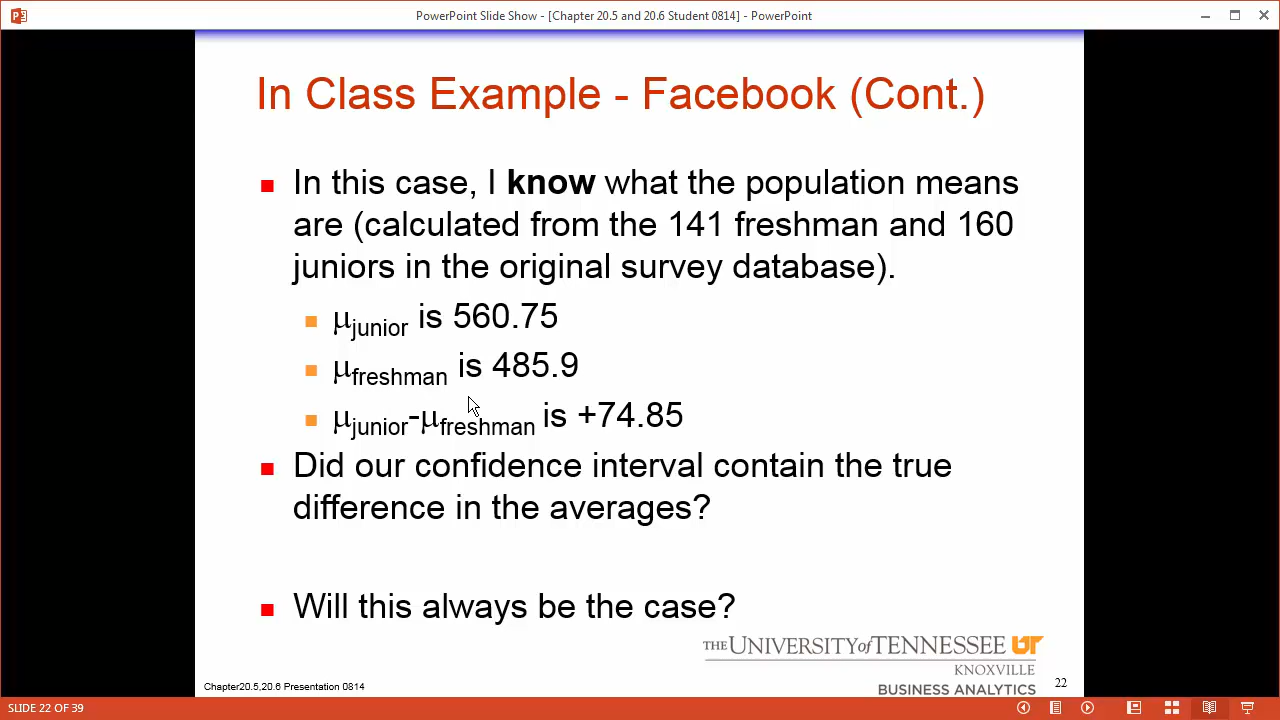 PowerPoint Slide Show - [Chapter 20.5 and 20.6 Student 0814] - PowerPoint
In Class Example - Facebook (Cont.)
In this case, I know what the population means
are (calculated from the 141 freshman and 160
juniors in the original survey database).
μjunior is 560.75
μfreshman is 485.9
μjunior-μfreshman is +74.85
Did our confidence interval contain the true
difference in the averages?
Will this always be the case?
THE UNIVERSITY of TENNESSEE UT
KNOXVILLE
BUSINESS ANALYTICS
Chapter20.5,20.6 Presentation 0814
22
SLIDE 22 OF 39